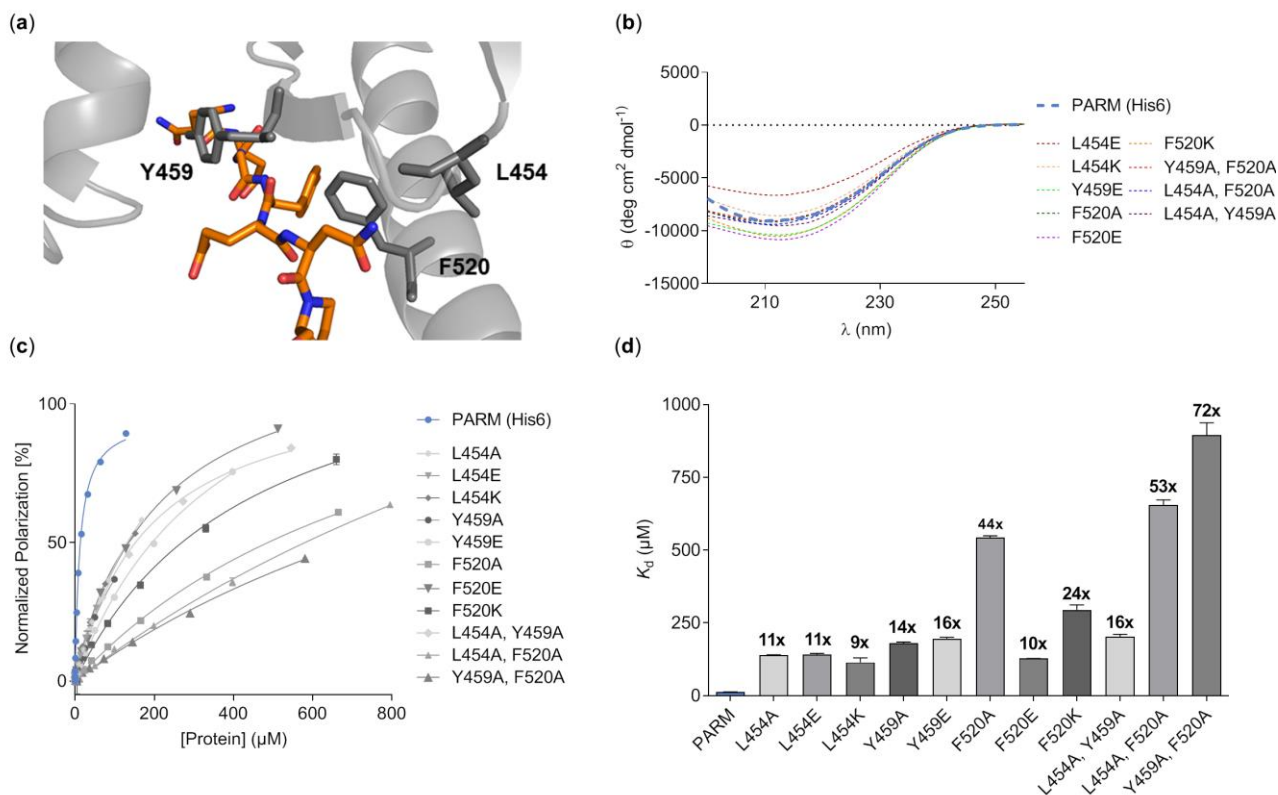 (a)
Y459
L454
F520
(b)
5000
0
-5000
-10000
-15000
θ (deg cm² dmol⁻¹)
210
230
250
λ (nm)
PARM (His6)
L454E
F520K
L454K
Y459A, F520A
Y459E
L454A, F520A
F520A
L454A, Y459A
F520E
(c)
100
50
0
Normalized Polarization [%]
0
200
400
600
800
[Protein] (µM)
PARM (His6)
L454A
L454E
L454K
Y459A
Y459E
F520A
F520E
F520K
L454A, Y459A
L454A, F520A
Y459A, F520A
(d)
1000
750
500
250
0
Kd (µM)
11x
11x
9x
14x
16x
44x
10x
24x
16x
53x
72x
PARM
L454A
L454E
L454K
Y459A
Y459E
F520A
F520E
F520K
L454A, Y459A
L454A, F520A
Y459A, F520A